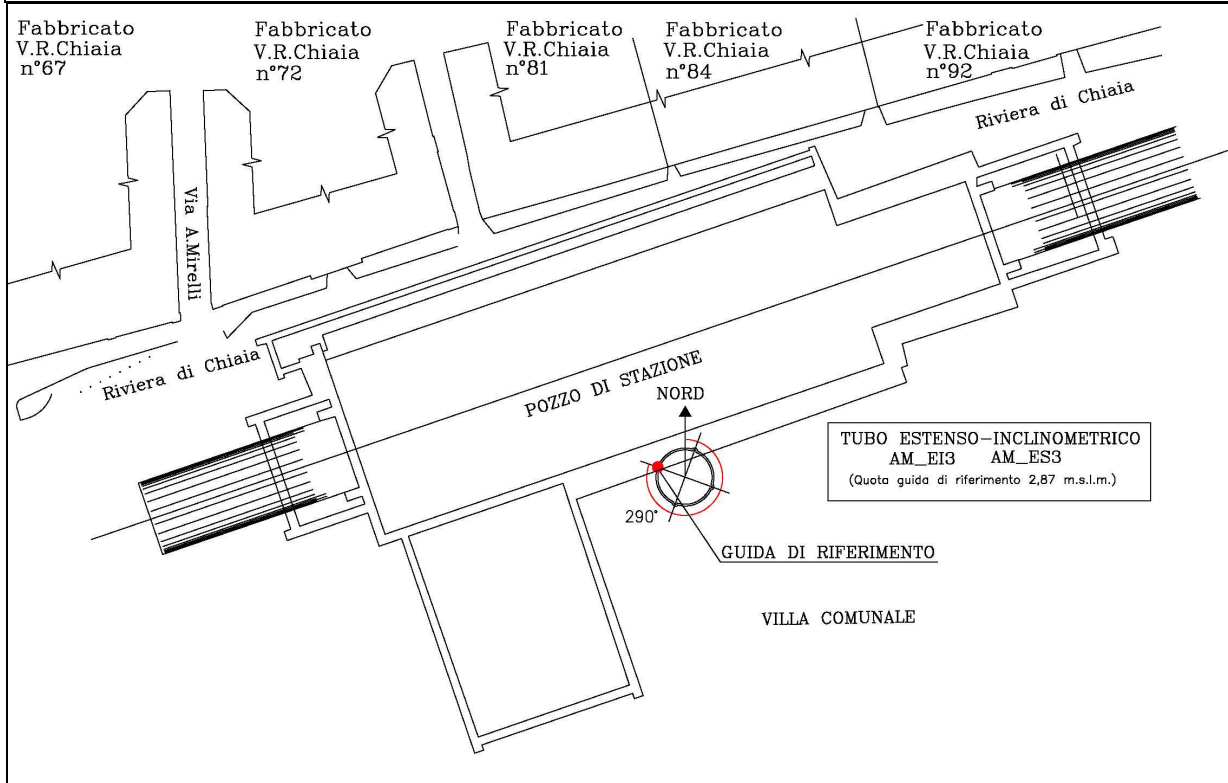 Fabbricato
V.R.Chiaia
n°67
Fabbricato
V.R.Chiaia
n°72
Fabbricato
V.R.Chiaia
n°81
Fabbricato
V.R.Chiaia
n°84
Fabbricato
V.R.Chiaia
n°92
Riviera di Chiaia
Via A.Mirelli
Riviera di Chiaia
POZZO DI STAZIONE
NORD
TUBO ESTENSO-INCLINOMETRICO
AM_EI3 AM_ES3
(Quota guida di riferimento 2,87 m.s.l.m.)
290°
GUIDA DI RIFERIMENTO
VILLA COMUNALE